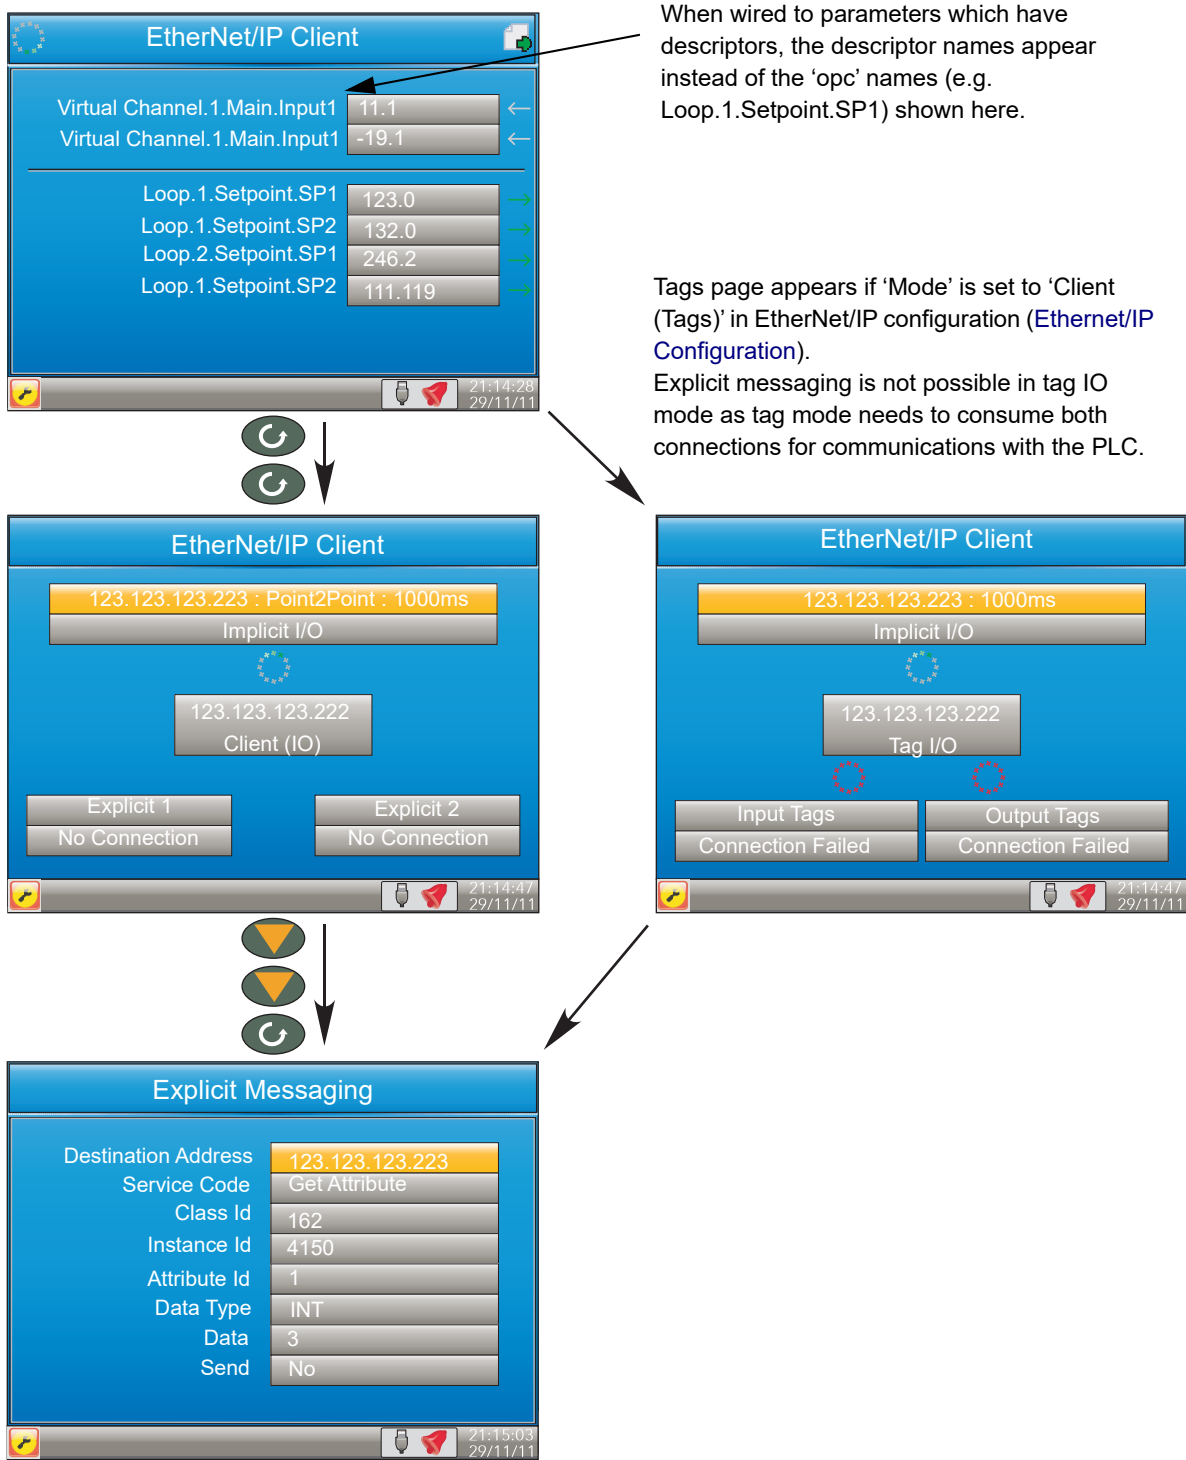 EtherNet/IP Client
Virtual Channel.1.Main.Input1 11.1
Virtual Channel.1.Main.Input1 -19.1
Loop.1.Setpoint.SP1 123.0
Loop.1.Setpoint.SP2 132.0
Loop.2.Setpoint.SP1 246.2
Loop.1.Setpoint.SP2 111.119
21:14:28
29/11/11
When wired to parameters which have
descriptors, the descriptor names appear
instead of the ‘opc’ names (e.g.
Loop.1.Setpoint.SP1) shown here.
Tags page appears if ‘Mode’ is set to ‘Client
(Tags)’ in EtherNet/IP configuration (Ethernet/IP
Configuration).
Explicit messaging is not possible in tag IO
mode as tag mode needs to consume both
connections for communications with the PLC.
EtherNet/IP Client
123.123.123.223 : Point2Point : 1000ms
Implicit I/O
123.123.123.222
Client (IO)
Explicit 1
No Connection
Explicit 2
No Connection
21:14:47
29/11/11
EtherNet/IP Client
123.123.123.223 : 1000ms
Implicit I/O
123.123.123.222
Tag I/O
Input Tags
Connection Failed
Output Tags
Connection Failed
21:14:47
29/11/11
Explicit Messaging
Destination Address 123.123.123.223
Service Code Get Attribute
Class Id 162
Instance Id 4150
Attribute Id 1
Data Type INT
Data 3
Send No
21:15:03
29/11/11